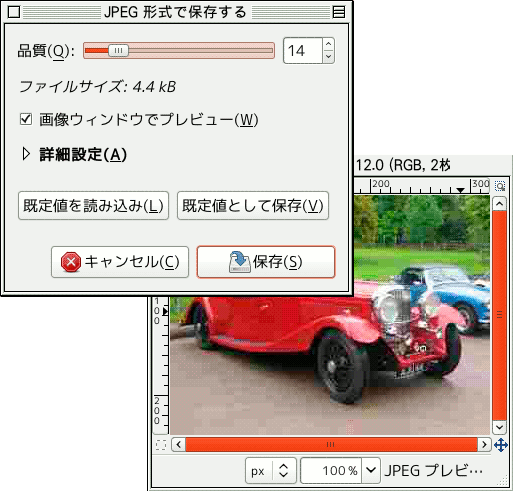 JPEG 形式で保存する
品質(Q):
14
ファイルサイズ: 4.4 kB
画像ウィンドウでプレビュー(W)
詳細設定(A)
既定値を読み込み(L)
既定値として保存(V)
キャンセル(C)
保存(S)
12.0 (RGB, 2枚
200
300
100
200
px
100 %
JPEG プレビ…